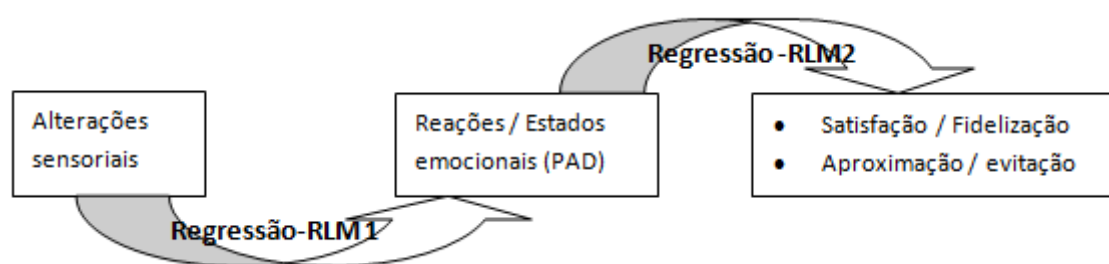 Regressão -RLM2
Alterações
sensoriais
Reações / Estados
emocionais (PAD)
• Satisfação / Fidelização
• Aproximação / evitação
Regressão-RLM1